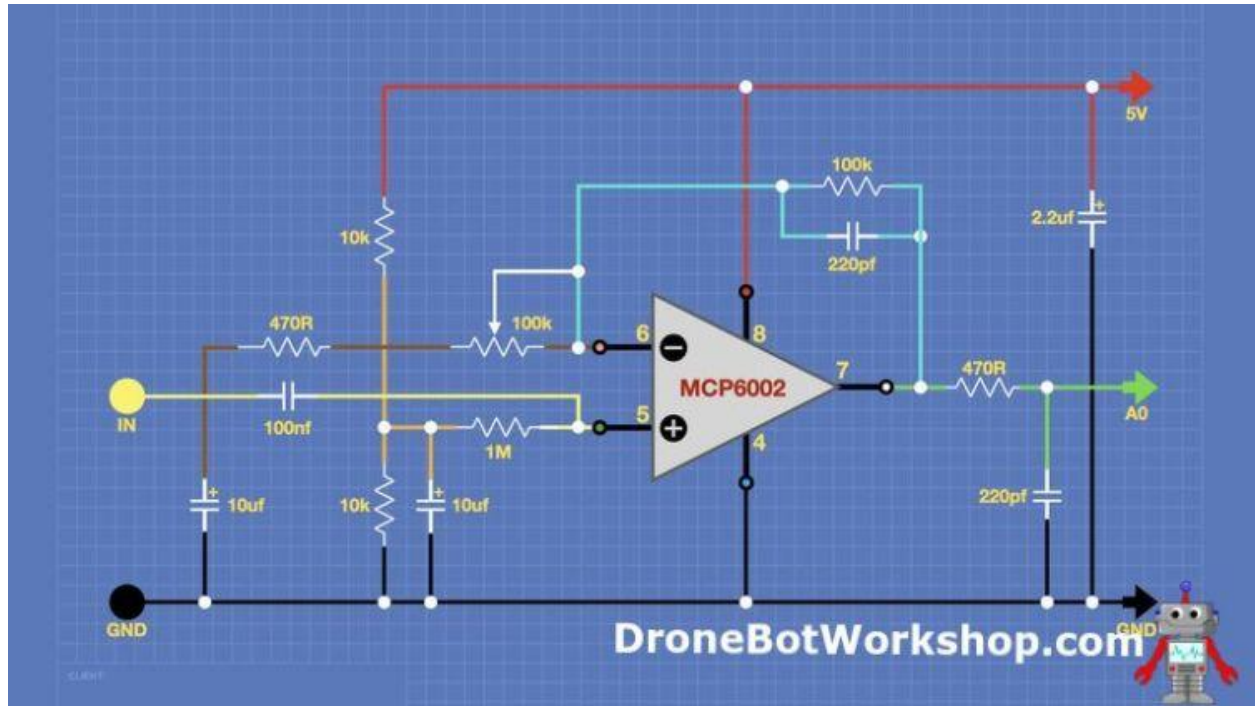 5V
100k
10k
2.2uf
+
220pf
470R
100k
6
8
MCP6002
7
470R
IN
100nf
5
A0
1M
4
+
10uf
10k
+
10uf
220pf
GND
DroneBotWorkshop.com
GND